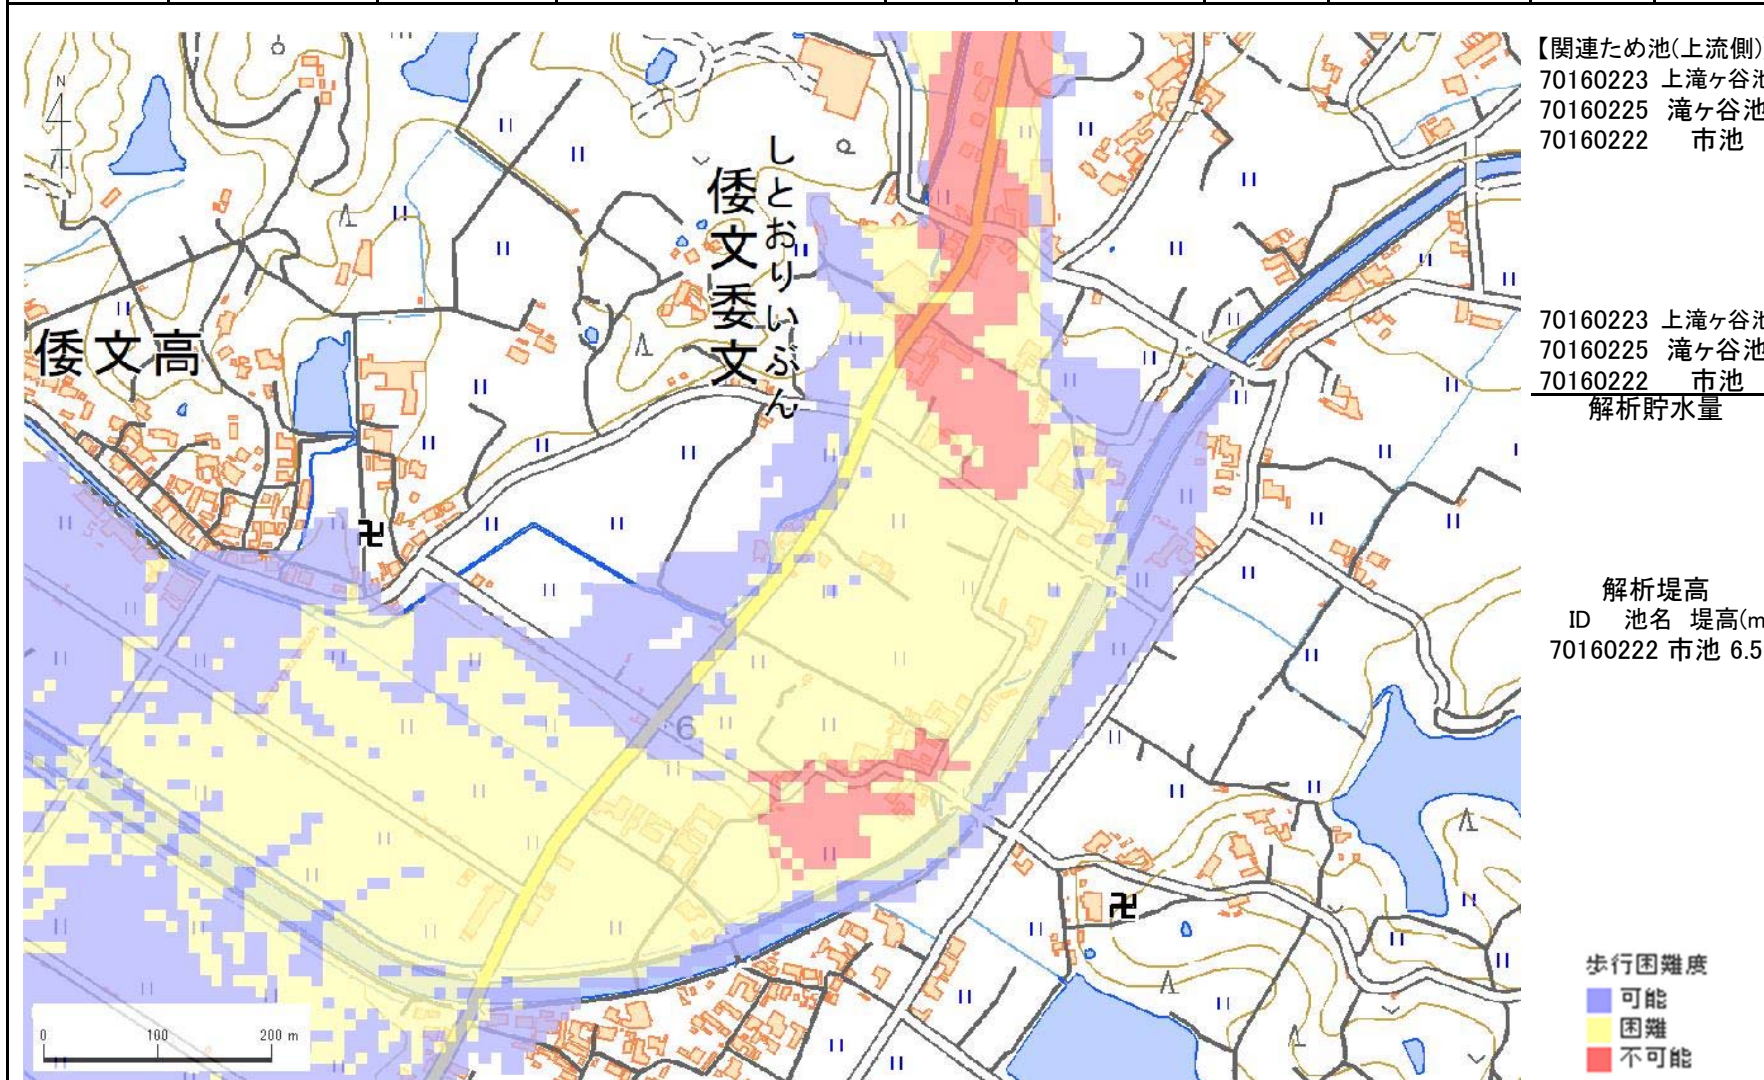 N
しとおりいぶん
倭文委文
倭文高
6
0 100 200 m
【関連ため池(上流側)
70160223 上滝ヶ谷池
70160225 滝ヶ谷池
70160222 市池
70160223 上滝ヶ谷池
70160225 滝ヶ谷池
70160222 市池
解析貯水量
解析堤高
ID 池名 堤高(m
70160222 市池 6.5
歩行困難度
可能
困難
不可能